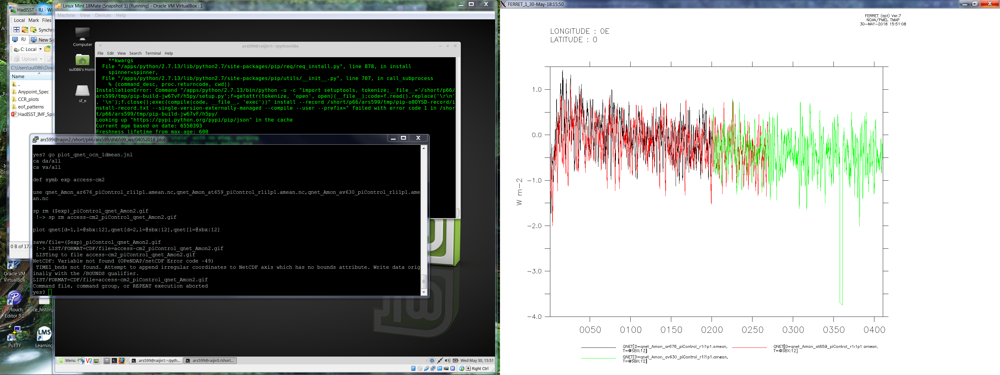 HadISST - RJ - Wi
Local Mark Files
Synchr
RJ
New S
C: Local
Upload
C:\Users\sul086\Dov
Name
..
Anypoint_Spec
CCR_plots
eof_patterns
HadISST_IMF_Sp
0 B of 17.
Oracle VM
VirtualBox
P-touch
Editor 5.1
ice_history
PuTTY
LMS
Learning
Linux Mint 18Mate (Snapshot 1) [Running] - Oracle VM VirtualBox : 1
Machine View Devices Help
Computer
sul086's Home
sf_e
ars599@raijin1:~/pythonlibs
File Edit View Search Terminal Help
**kwargs
File "/apps/python/2.7.13/lib/python2.7/site-packages/pip/req/req_install.py", line 878, in install
spinner=spinner,
File "/apps/python/2.7.13/lib/python2.7/site-packages/pip/utils/__init__.py", line 707, in call_subprocess
% (command_desc, proc.returncode, cwd))
InstallationError: Command "/apps/python/2.7.13/bin/python -u -c "import setuptools, tokenize;__file__='/short/p66/
ars599/tmp/pip-build-jw67vF/h5py/setup.py';f=getattr(tokenize, 'open', open)(__file__);code=f.read().replace('\r\n'
, '\n');f.close();exec(compile(code, __file__, 'exec'))" install --record /short/p66/ars599/tmp/pip-o0OYSD-record/i
nstall-record.txt --single-version-externally-managed --compile --user --prefix=" failed with error code 1 in /shor
t/p66/ars599/tmp/pip-build-jw67vF/h5py/
Looking up "https://pypi.python.org/pypi/pip/json" in the cache
Current age based on date: 6550393
Freshness lifetime from max-age: 600
ars599@raijin2:/short/p66/ars599/dhb599_ws/04052018_plot
yes? go plot_qnet_ocn_1dmean.jnl
ca da/all
ca va/all
def symb exp access-cm2
use qnet_Amon_ar676_piControl_r1i1p1.amean.nc,qnet_Amon_at659_piControl_r1i1p1.amean.nc,qnet_Amon_av630_piControl_r1i1p1.ame
an.nc
sp rm ($exp)_piControl_qnet_Amon2.gif
!-> sp rm access-cm2_piControl_qnet_Amon2.gif
plot qnet[d=1,l=@sbx:12],qnet[d=2,l=@sbx:12],qnet[l=@sbx:12]
save/file=($exp)_piControl_qnet_Amon2.gif
!-> LIST/FORMAT=CDF/file=access-cm2_piControl_qnet_Amon2.gif
LISTing to file access-cm2_piControl_qnet_Amon2.gif
NetCDF: Variable not found (OPeNDAP/netCDF Error code -49)
TIME1_bnds not found. Attempt to append irregular coordinates to NetCDF axis which has no bounds attribute. Write data orig
inally with the /BOUNDS qualifier.
LIST/FORMAT=CDF/file=access-cm2_piControl_qnet_Amon2.gif
Command file, command group, or REPEAT execution aborted
yes?
Menu
ars599@raijin1:~/pyth...
ars599@raijin5:/short...
Wed May 30, 15:51
Right Ctrl
FERRET_1_30-May-18:15:50
FERRET (opt) Ver.7
NOAA/PMEL TMAP
30-MAY-2018 15:51:08
LONGITUDE : 0E
LATITUDE : 0
1.0
0.0
-1.0
-2.0
-3.0
-4.0
W m-2
0050 0100 0150 0200 0250 0300 0350 0400
QNET[D=qnet_Amon_ar676_piControl_r1i1p1.amean,
T=@SBX:12]
QNET[D=qnet_Amon_at659_piControl_r1i1p1 amean,
T=@SBX:12]
QNET[D=qnet_Amon_av630_piControl_r1i1p1.amean,
T=@SBX:12]